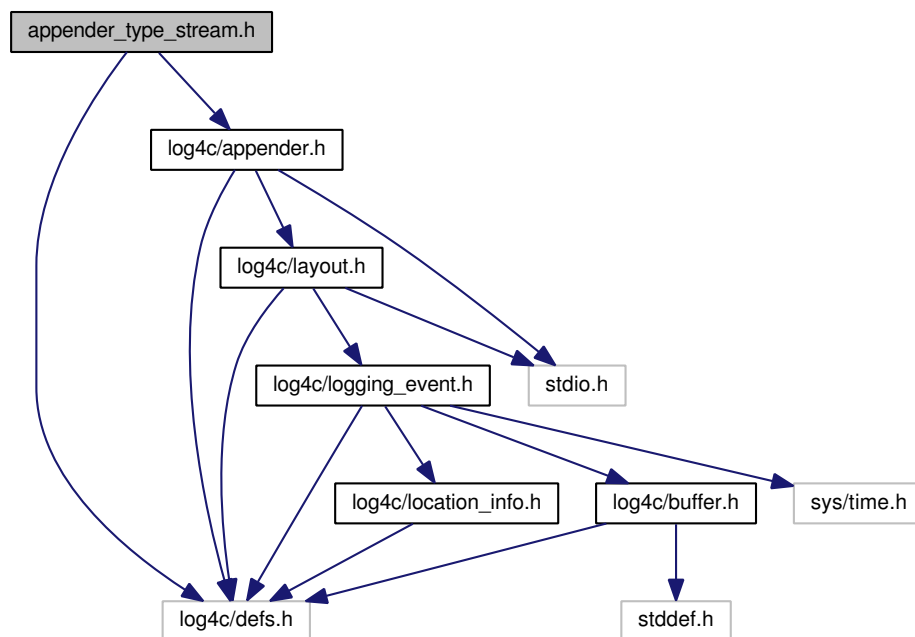 appender_type_stream.h
log4c/appender.h
log4c/layout.h
log4c/logging_event.h
stdio.h
log4c/location_info.h
log4c/buffer.h
sys/time.h
log4c/defs.h
stddef.h